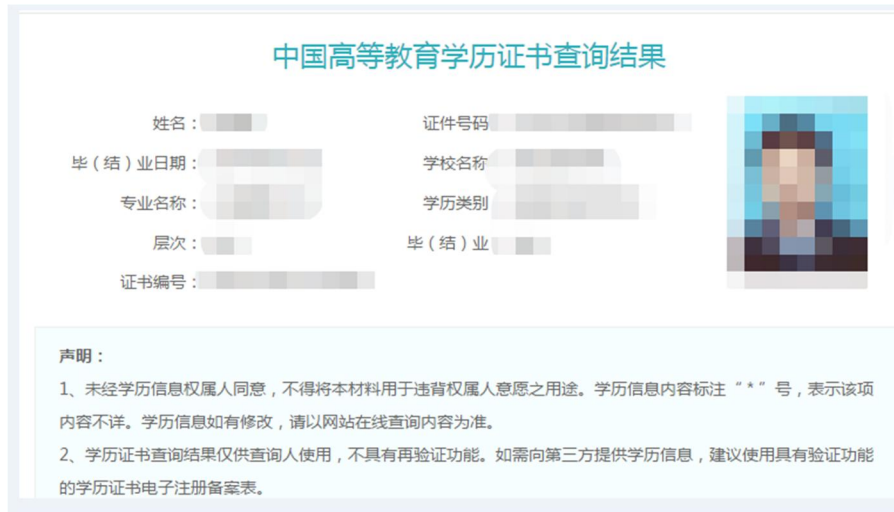 中国高等教育学历证书查询结果
姓名： 证件号码
毕（结）业日期： 学校名称
专业名称： 学历类别
层次： 毕（结）业
证书编号：
声明：
1、未经学历信息权属人同意，不得将本材料用于违背权属人意愿之用途。学历信息内容标注“*”号，表示该项
内容不详。学历信息如有修改，请以网站在线查询内容为准。
2、学历证书查询结果仅供查询人使用，不具有再验证功能。如需向第三方提供学历信息，建议使用具有验证功能
的学历证书电子注册备案表。